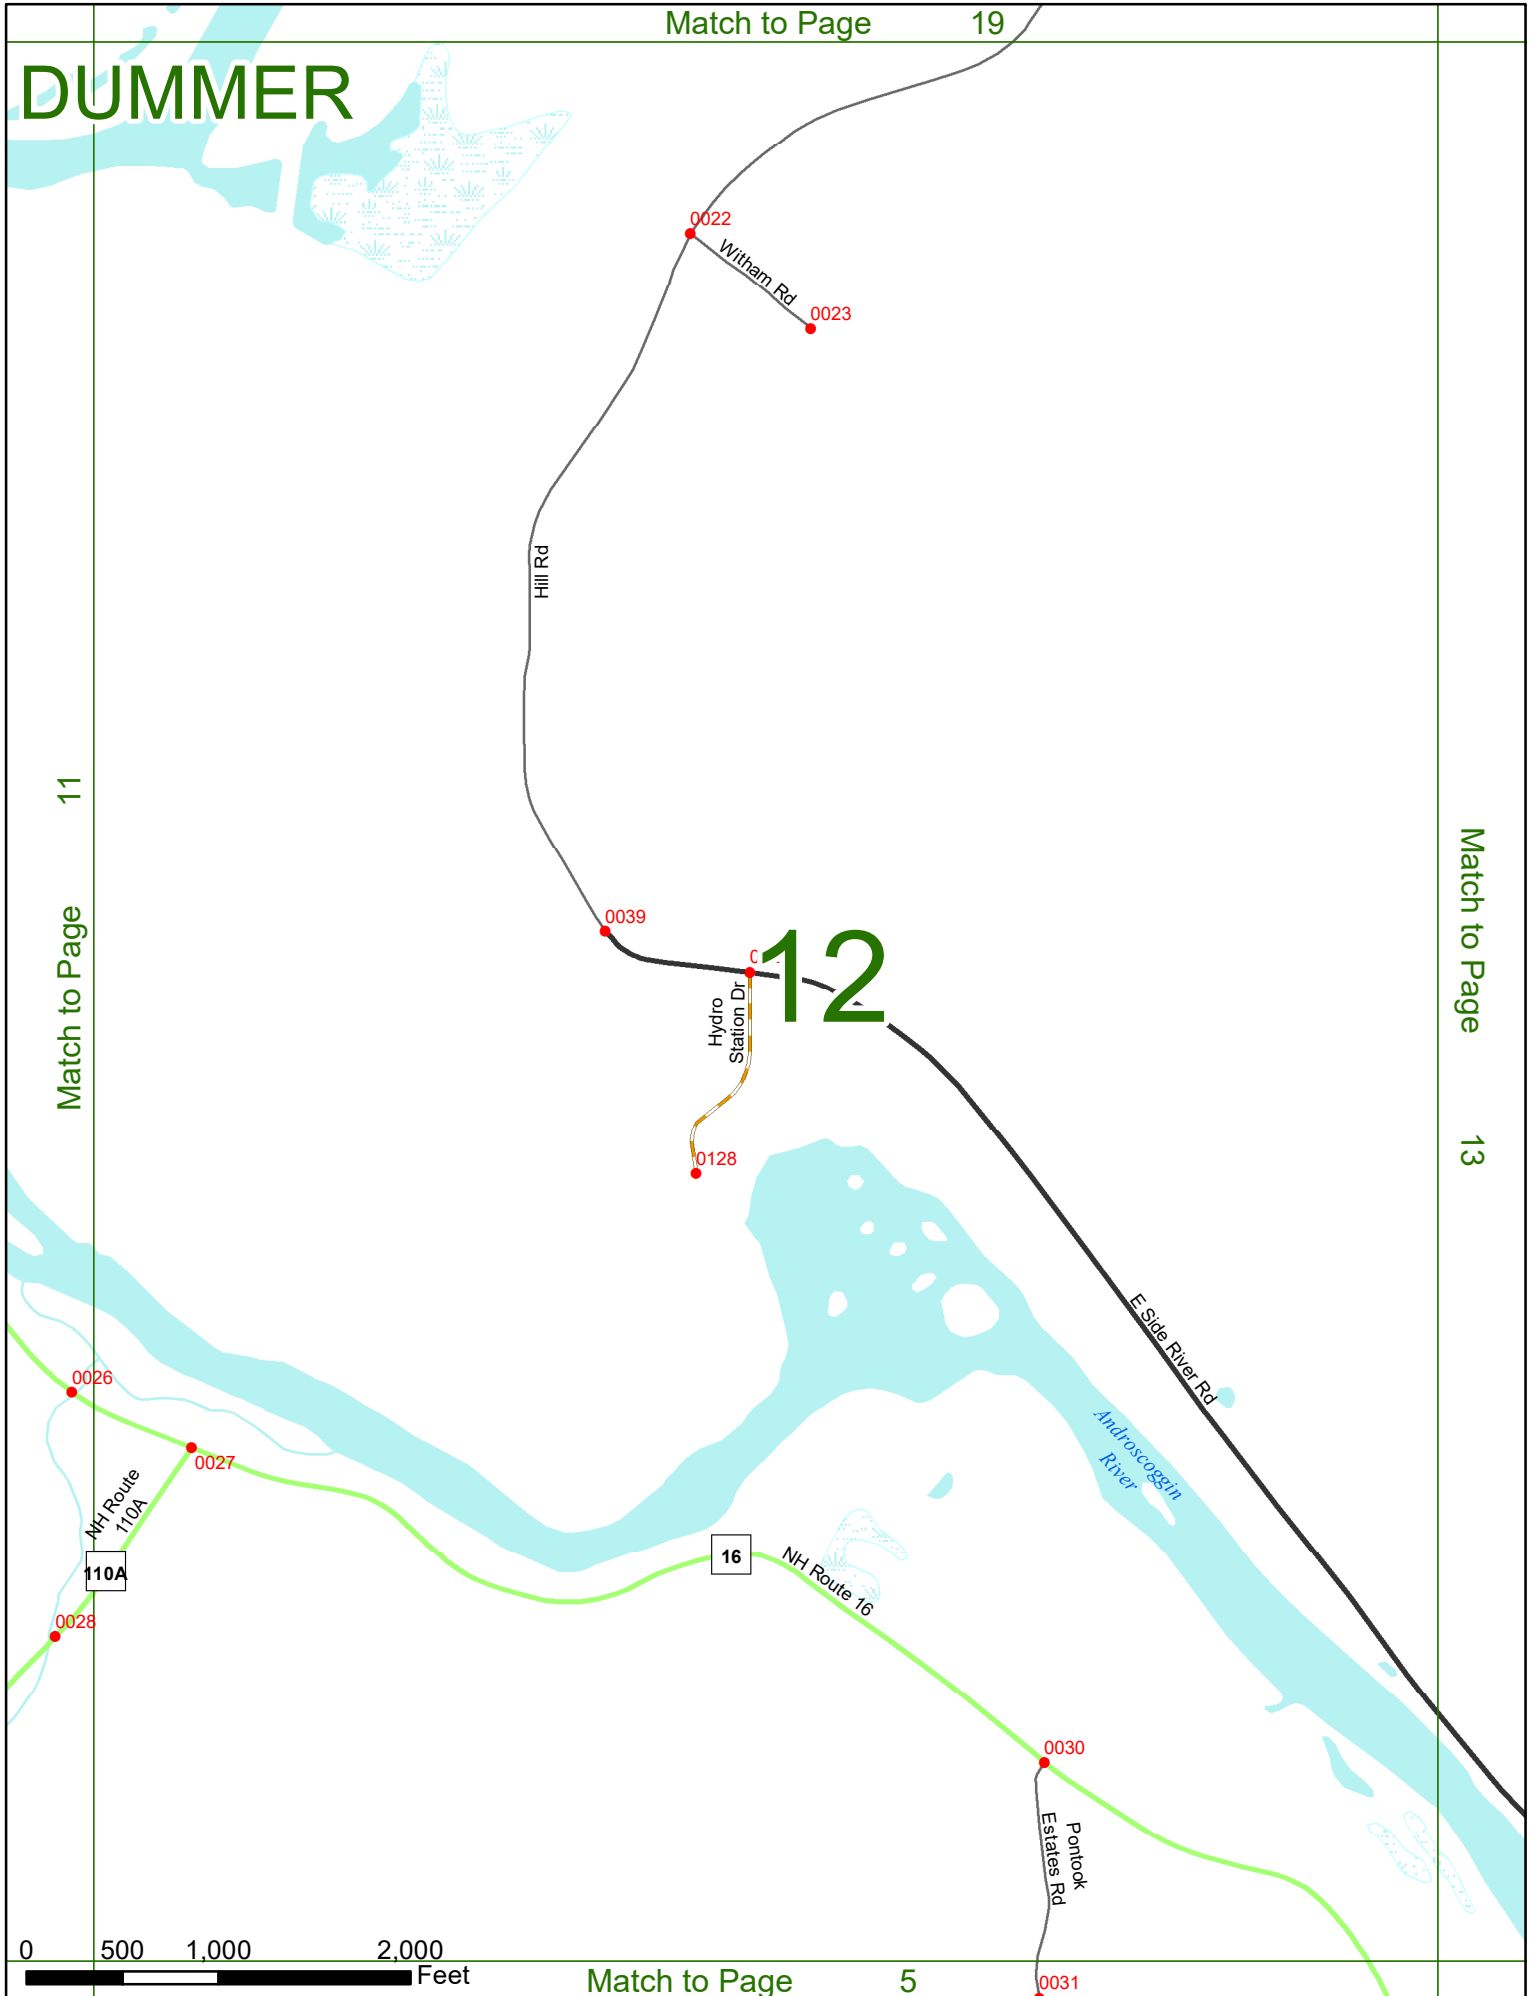 Match to Page 19
DUMMER
0022
Witham Rd
0023
Hill Rd
11
Match to Page
Match to Page
13
0039
12
Hydro
Station Dr
0128
E Side River Rd
0026
Androscoggin
River
0027
NH Route
110A
110A
16
NH Route 16
0028
0030
Pontook
Estates Rd
0 500 1,000 2,000
Feet
Match to Page 5
0031